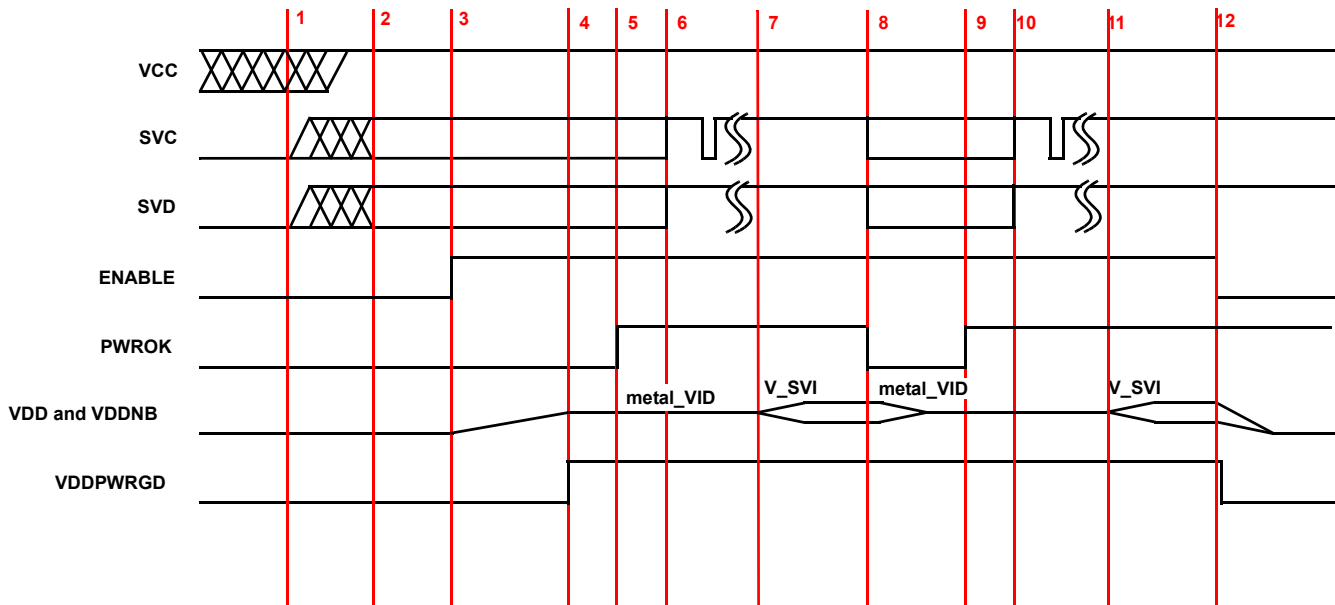 1 2 3 4 5 6 7 8 9 10 11 12
VCC
SVC
SVD
ENABLE
PWROK
metal_VID V_SVI metal_VID V_SVI
VDD and VDDNB
VDDPWRGD